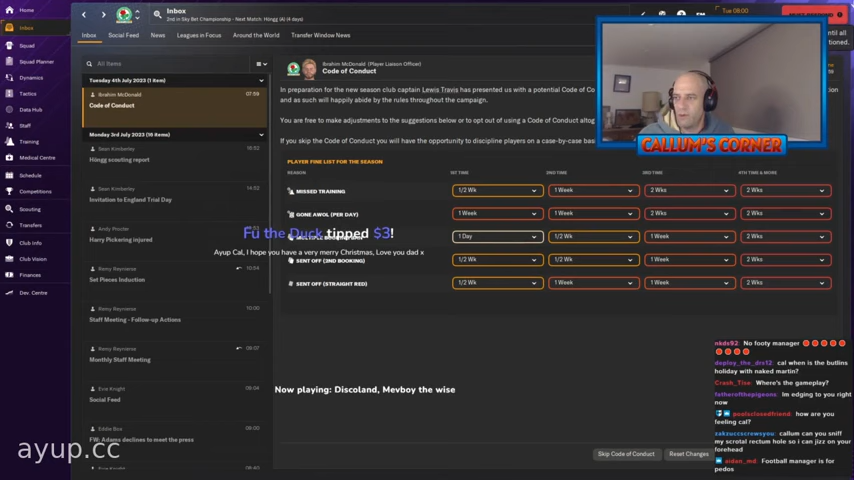 Home
Inbox
Squad
Squad Planner
Dynamics
Tactics
Data Hub
Staff
Training
Medical Centre
Schedule
Competitions
Scouting
Transfers
Club Info
Club Vision
Finances
Dev. Centre
Inbox
2nd in Sky Bet Championship - Next Match: Höngg (A) (4 days)
Tue 08:00
Inbox
Social Feed
News
Leagues in Focus
Around the World
Transfer Window News
All Items
Tuesday 4th July 2023 (1 item)
Ibrahim McDonald
07:59
Code of Conduct
Monday 3rd July 2023 (16 items)
Sean Kimberley
Höngg scouting report
Sean Kimberley
14:52
Invitation to England Trial Day
Andy Procter
Harry Pickering injured
Remy Reynierse
Set Pieces Induction
Remy Reynierse
10:00
Staff Meeting - Follow-up Actions
Remy Reynierse
09:07
Monthly Staff Meeting
Evie Knight
09:04
Social Feed
Eddie Box
09:00
FW: Adams declines to meet the press
Ibrahim McDonald (Player Liaison Officer)
Code of Conduct
In preparation for the new season club captain Lewis Travis has presented us with a potential Code of Co
and as such will happily abide by the rules throughout the campaign.
You are free to make adjustments to the suggestions below or to opt out of using a Code of Conduct altog
If you skip the Code of Conduct you will have the opportunity to discipline players on a case-by-case bas
PLAYER FINE LIST FOR THE SEASON
REASON 1ST TIME 2ND TIME 3RD TIME 4TH TIME & MORE
MISSED TRAINING 1/2 Wk 1 Week 2 Wks 2 Wks
GONE AWOL (PER DAY) 1 Week 1 Week 2 Wks 2 Wks
1 Day 1/2 Wk 1 Week 2 Wks
SENT OFF (2ND BOOKING) 1/2 Wk 1/2 Wk 1 Week 2 Wks
SENT OFF (STRAIGHT RED) 1/2 Wk 1 Week 1 Week 2 Wks
Fu the Duck tipped $3!
Ayup Cal, I hope you have a very merry Christmas, Love you dad x
Now playing: Discoland, Mevboy the wise
Skip Code of Conduct
Reset Changes
CALLUM'S CORNER
nkds92 No footy manager
deploy_the_drs12 cal when is the butlins
holiday with naked martin?
Where's the gameplay?
fatherofthepigeons: Im edging to you right
now
poolsclosedfriend: how are you
feeling cal?
zakzuccscrewsyou: callum can you sniff
my scrotal rectum hole so i can jizz on your
forehead
aidan_md: Football manager is for
pedos
ayup.cc